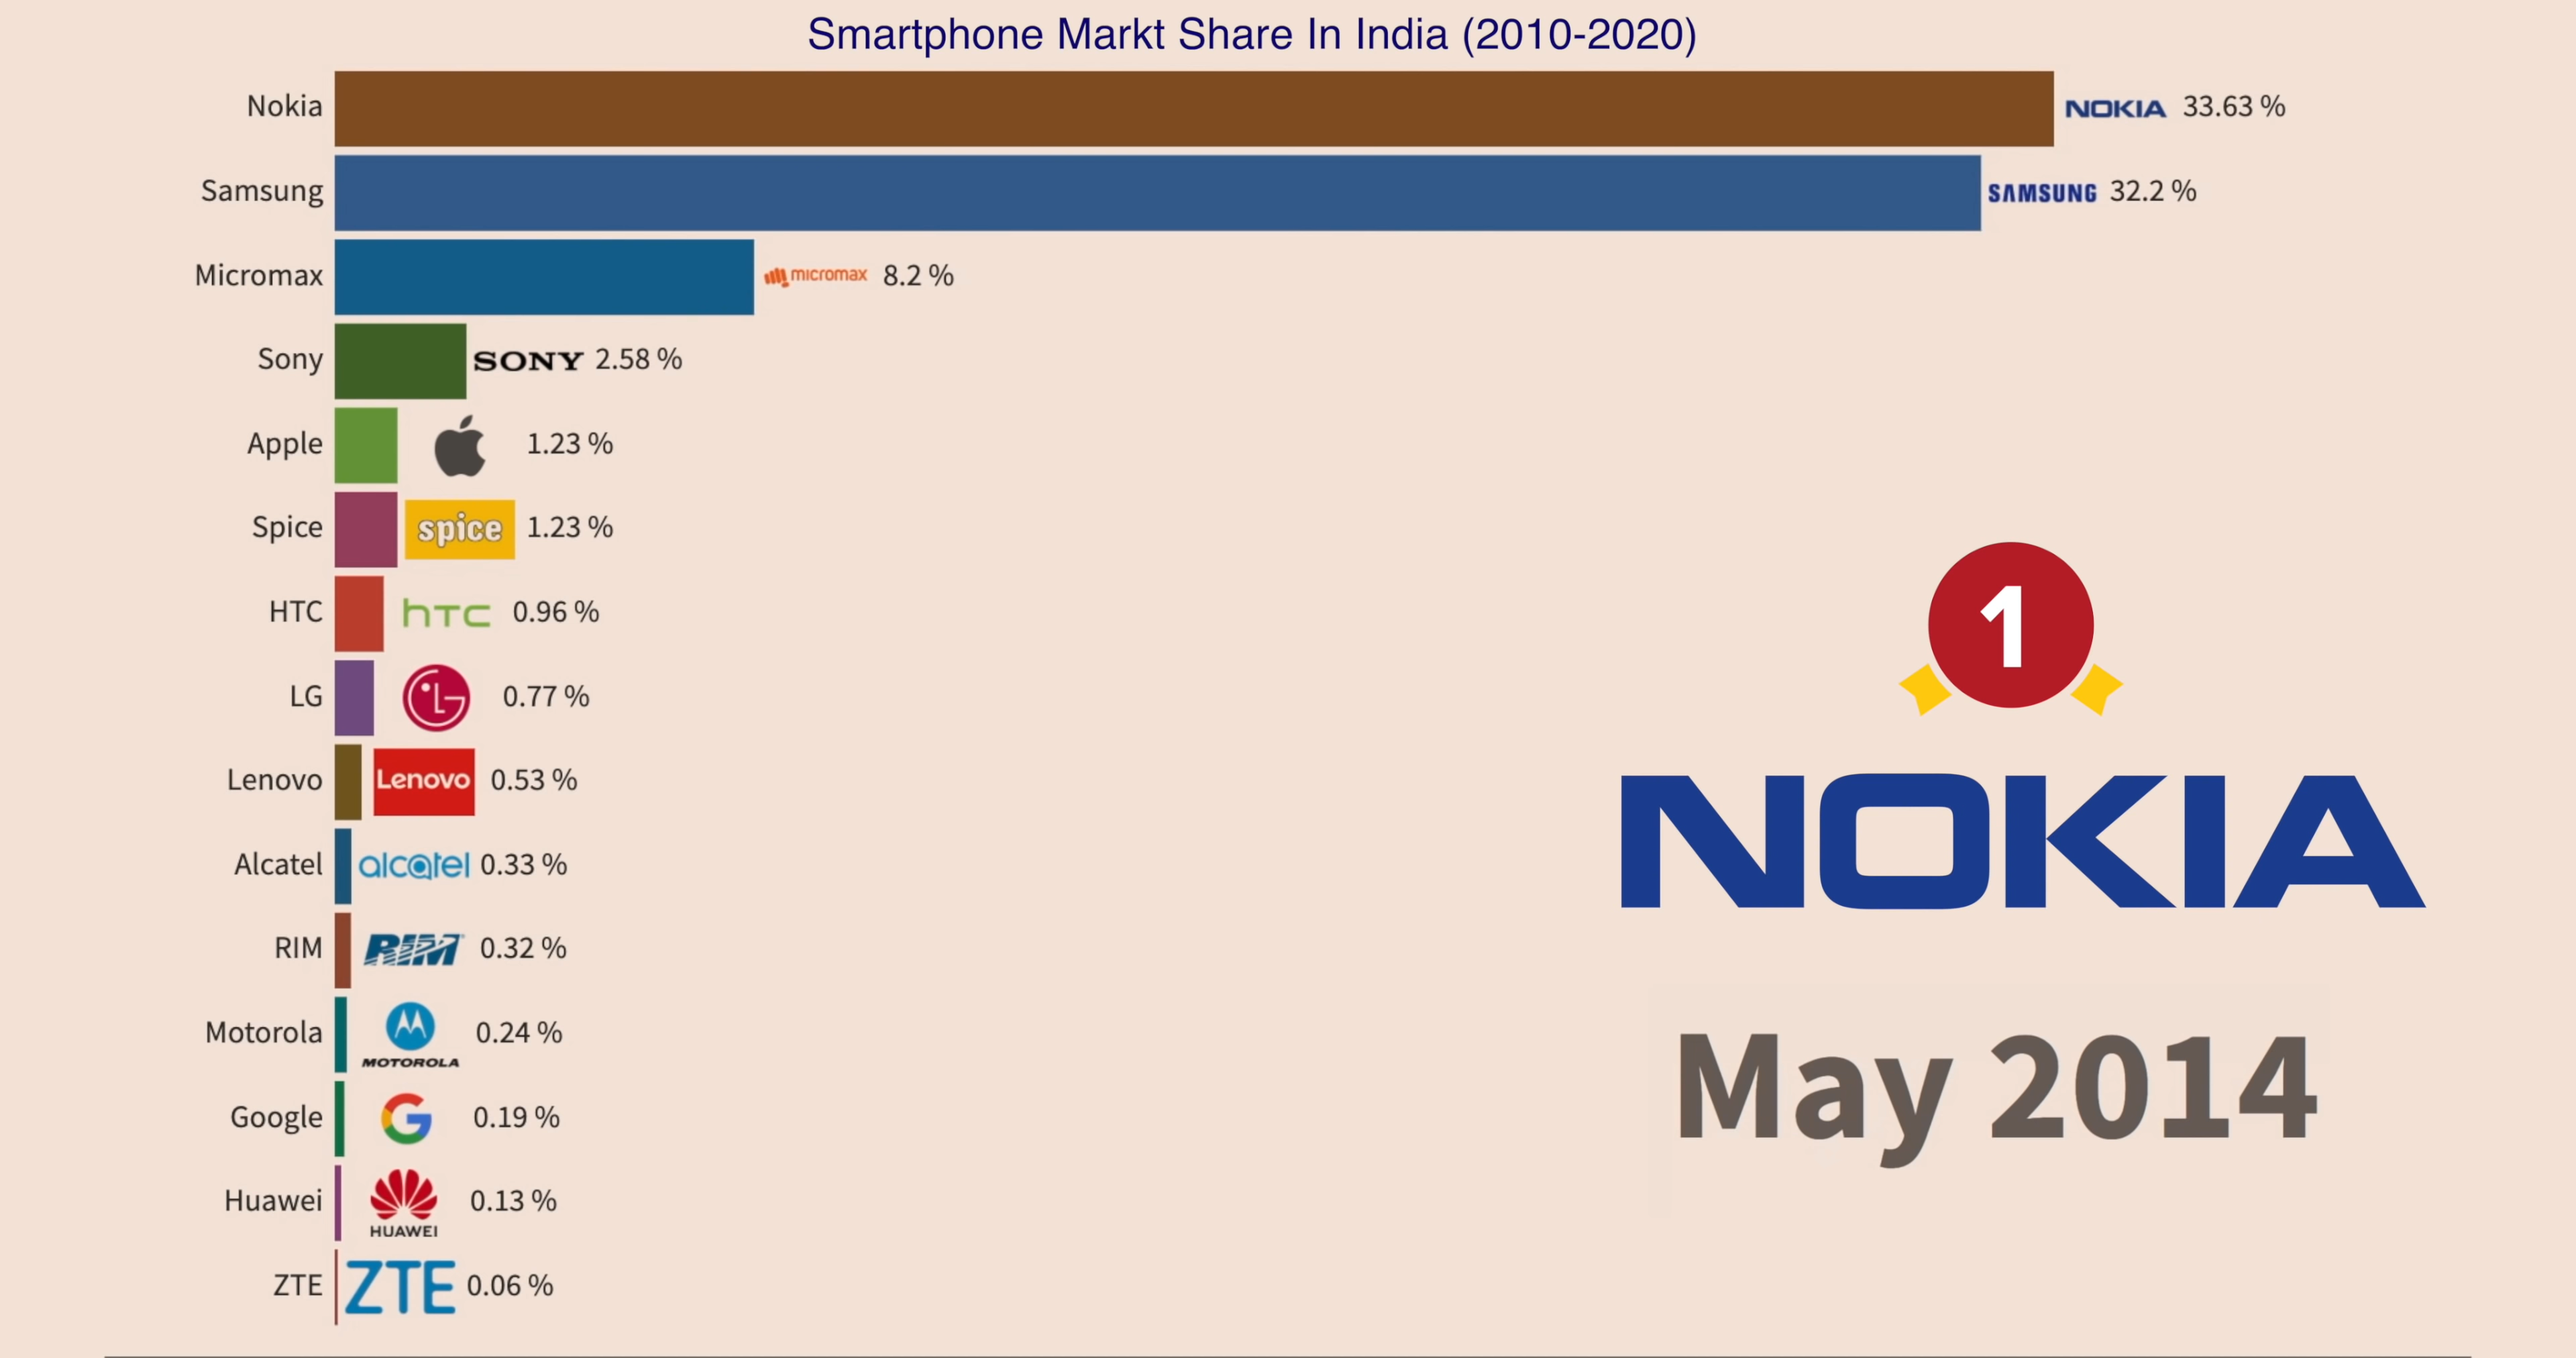 Smartphone Markt Share In India (2010-2020)
Nokia NOKIA 33.63 %
Samsung SAMSUNG 32.2 %
Micromax micromax 8.2 %
Sony SONY 2.58 %
Apple 1.23 %
Spice spice 1.23 %
HTC hTC 0.96 %
LG LG 0.77 %
Lenovo Lenovo 0.53 %
Alcatel alcatel 0.33 %
RIM RIM 0.32 %
Motorola MOTOROLA 0.24 %
Google G 0.19 %
Huawei HUAWEI 0.13 %
ZTE ZTE 0.06 %
1
NOKIA
May 2014